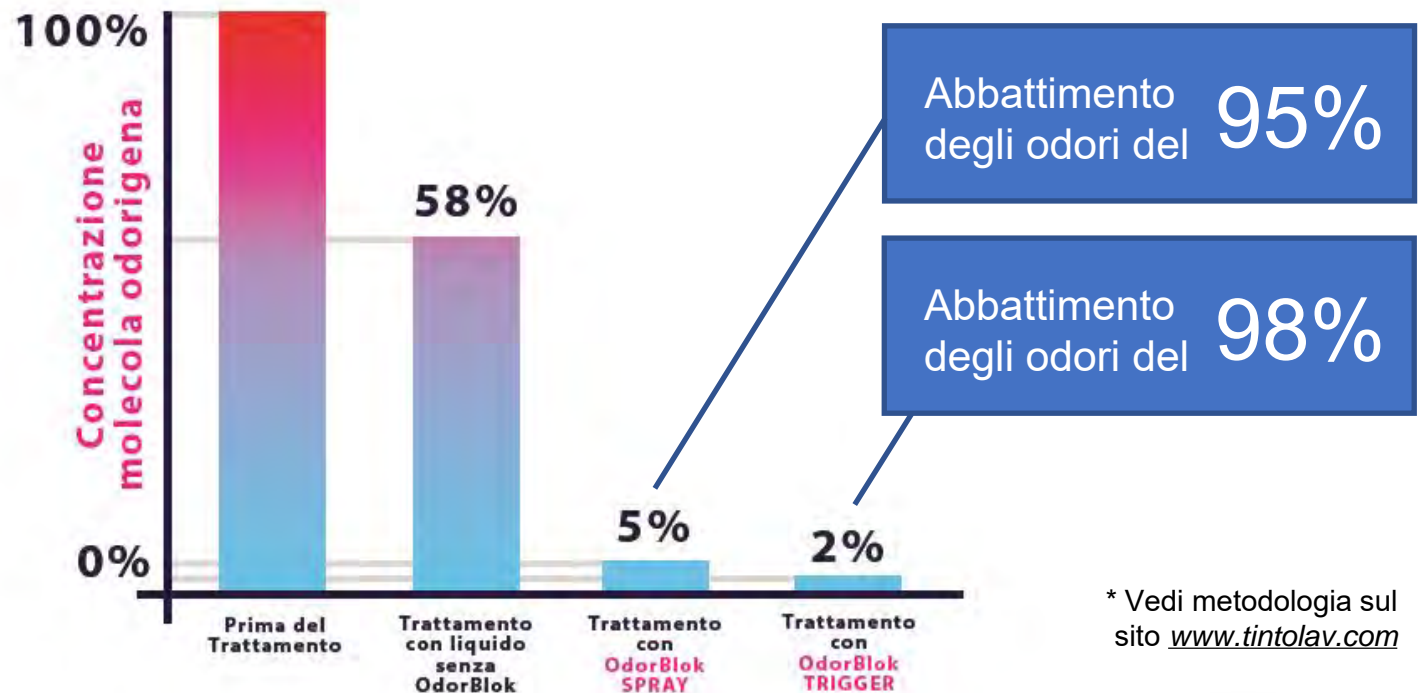 100%
Concentrazione
molecola odorigena
0%
58%
5%
2%
Prima del
Trattamento
Trattamento
con liquido
senza
OdorBlok
Trattamento
con
OdorBlok
SPRAY
Trattamento
con
OdorBlok
TRIGGER
Abbattimento
degli odori del 95%
Abbattimento
degli odori del 98%
* Vedi metodologia sul
sito www.tintolav.com